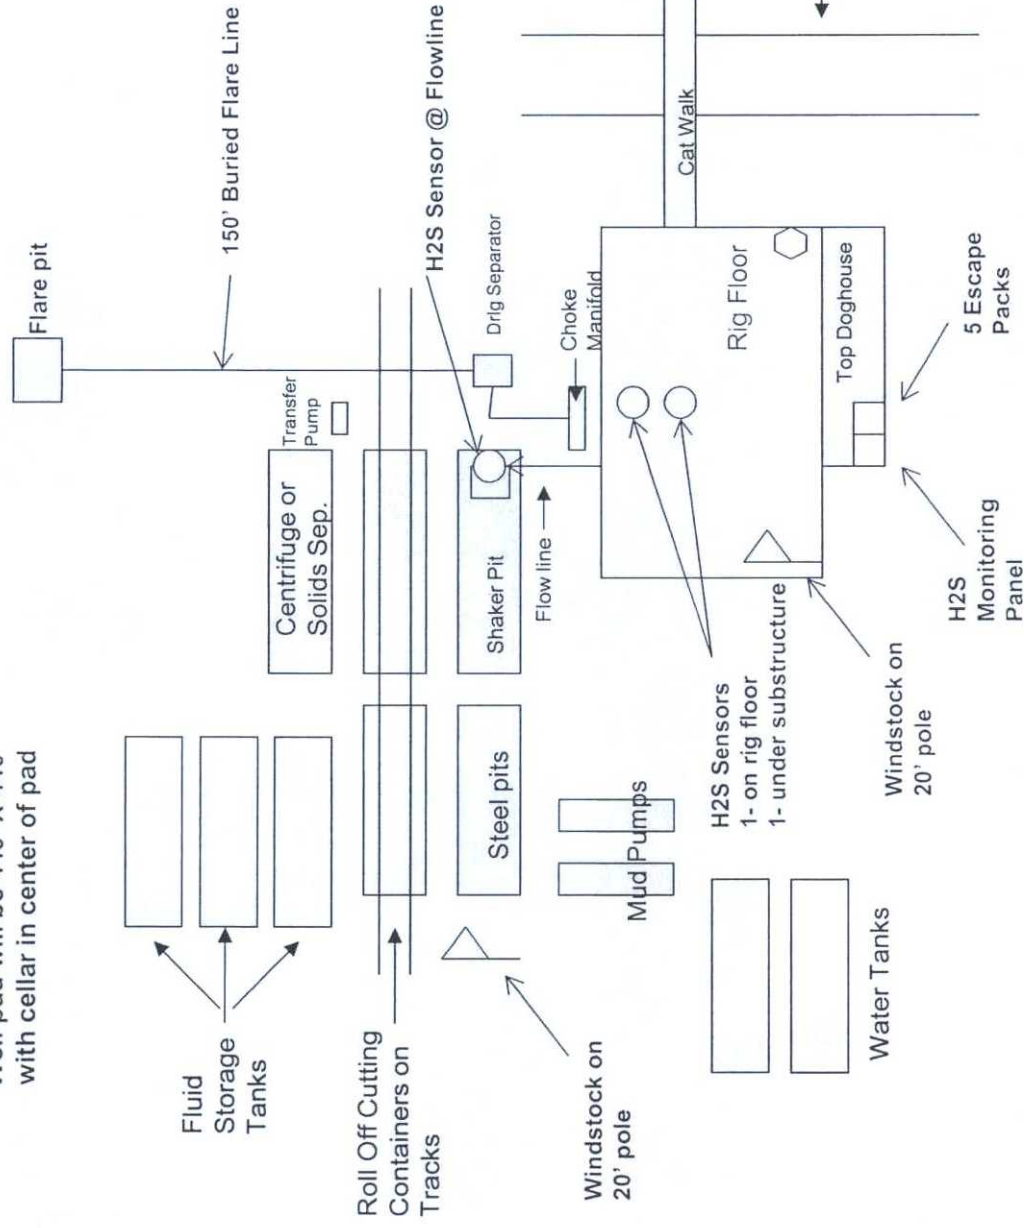 with cellar in center of pad
Flare pit
150' Buried Flare Line
H2S Sensor @ Flowline
Transfer
Pump
Drlg Separator
Choke
Manifold
Cat Walk
Centrifuge or
Solids Sep.
Shaker Pit
Flow line
Rig Floor
Top Doghouse
5 Escape
Packs
H2S
Monitoring
Panel
Fluid
Storage
Tanks
Roll Off Cutting
Containers on
Tracks
Steel pits
Mud Pumps
H2S Sensors
1- on rig floor
1- under substructure
Windstock on
20' pole
Windstock on
20' pole
Water Tanks